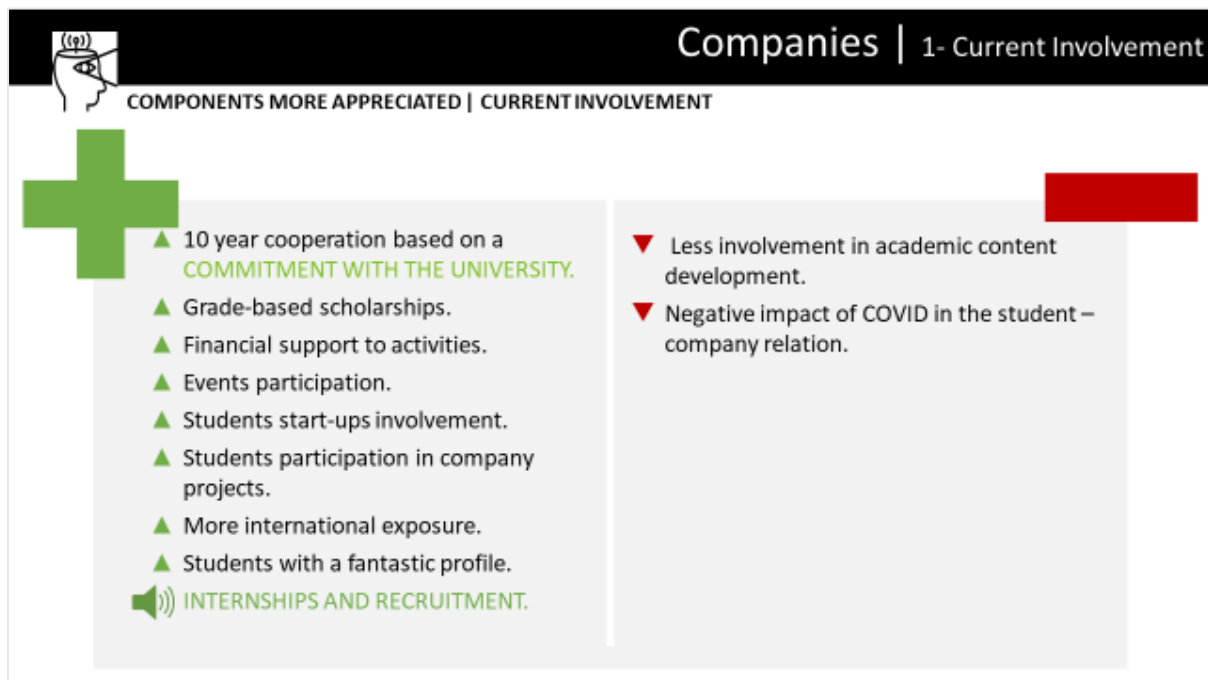 Companies | 1- Current Involvement
COMPONENTS MORE APPRECIATED | CURRENT INVOLVEMENT
10 year cooperation based on a
COMMITMENT WITH THE UNIVERSITY.
Grade-based scholarships.
Financial support to activities.
Events participation.
Students start-ups involvement.
Students participation in company
projects.
More international exposure.
Students with a fantastic profile.
INTERNSHIPS AND RECRUITMENT.
Less involvement in academic content
development.
Negative impact of COVID in the student –
company relation.